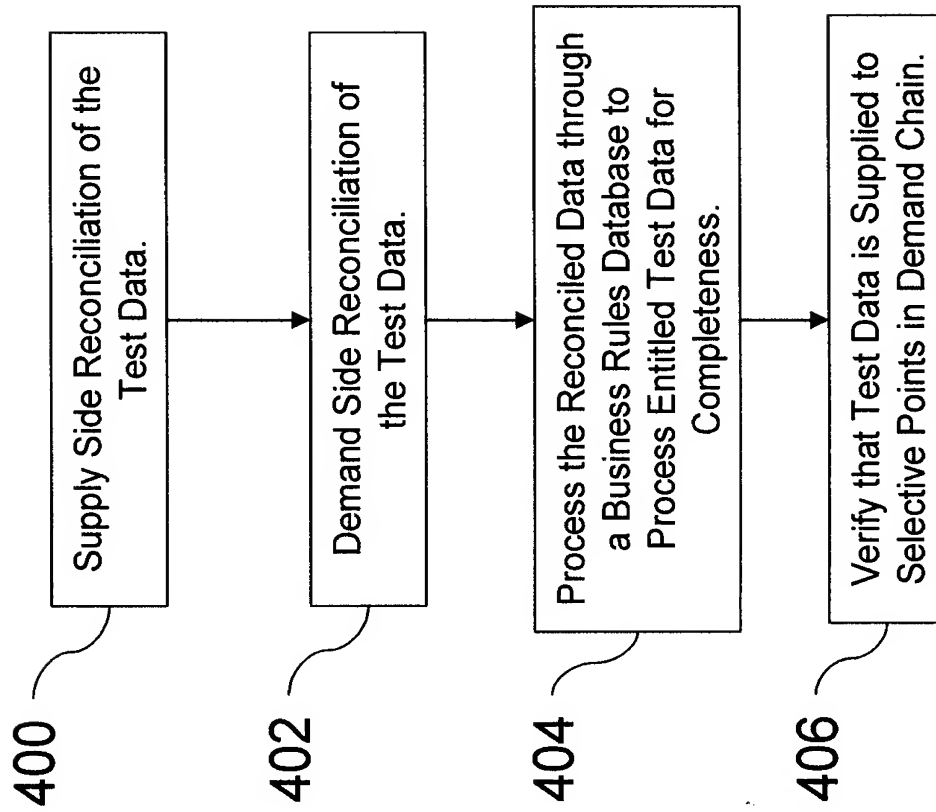 400
Supply Side Reconciliation of the
Test Data.
402
Demand Side Reconciliation of
the Test Data.
404
Process the Reconciled Data through
a Business Rules Database to
Process Entitled Test Data for
Completeness.
406
Verify that Test Data is Supplied to
Selective Points in Demand Chain.